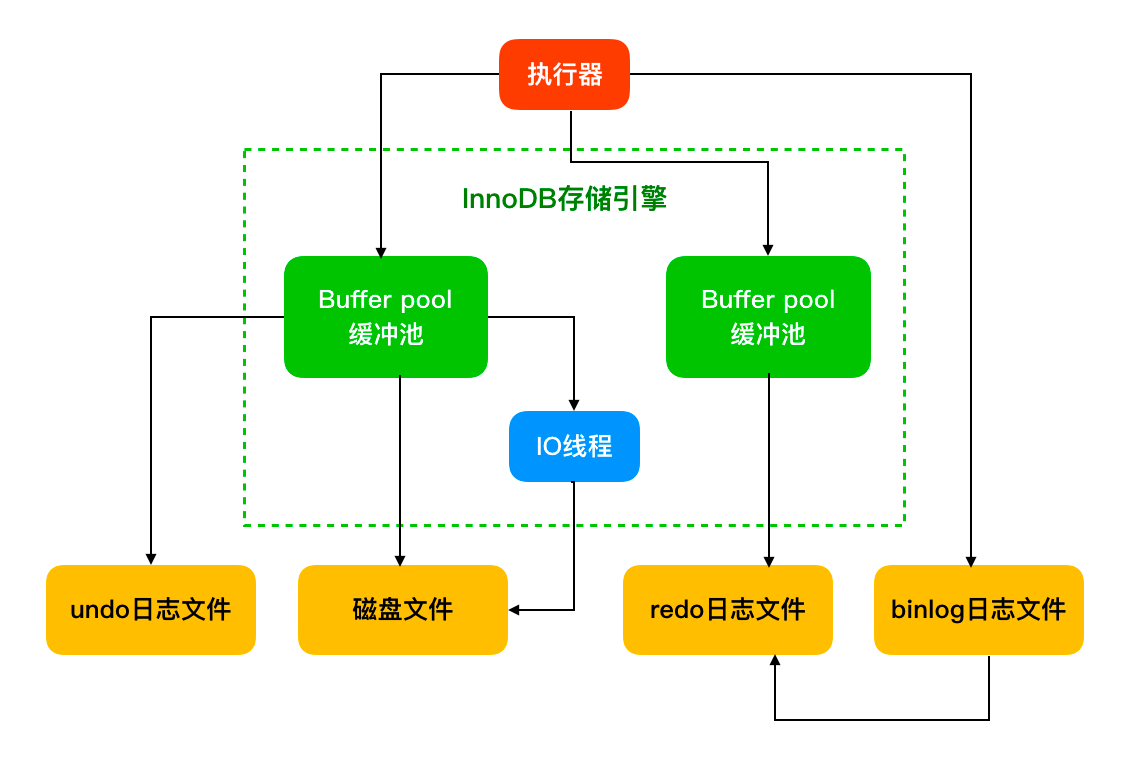 执行器
InnoDB存储引擎
Buffer pool
缓冲池
Buffer pool
缓冲池
IO线程
undo日志文件
磁盘文件
redo日志文件
binlog日志文件